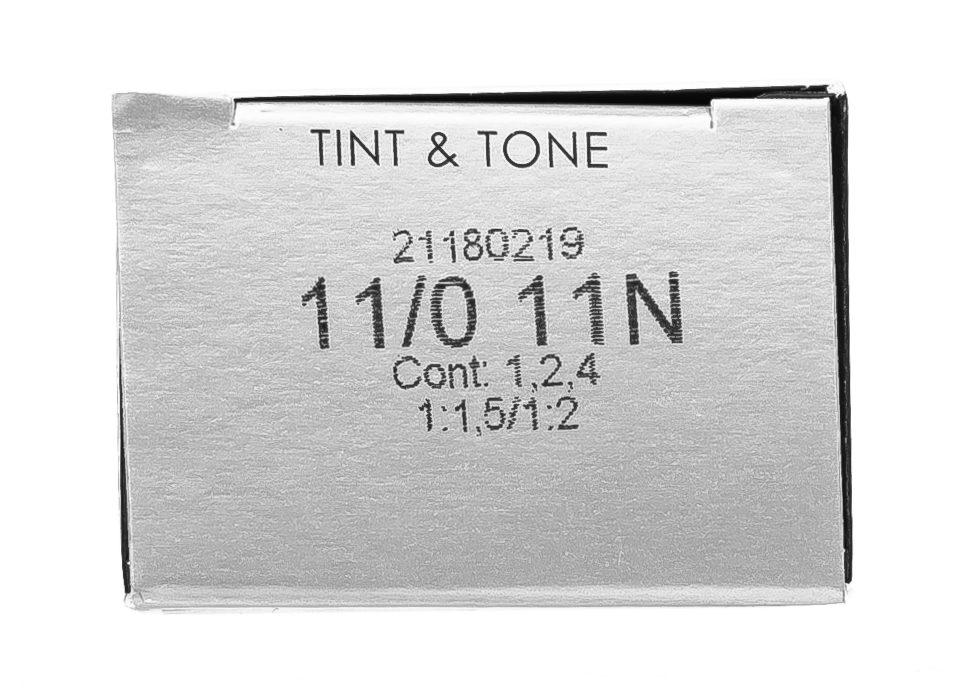 TINT & TONE
21180219
11/0 11N
Cont: 1,2,4
1:1,5/1:2